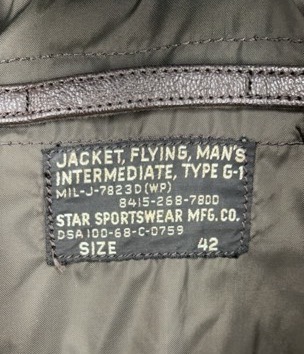 JACKET, FLYING, MAN'S
INTERMEDIATE, TYPE G-1
MIL-J-7823D(WP)
8415-268-7800
STAR SPORTSWEAR MFG. CO.
DSA100-68-C-0759
SIZE 42